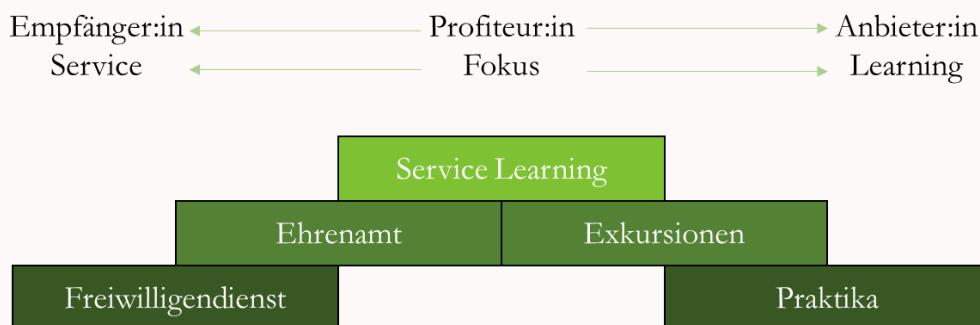 Empfänger:in Profiteur:in Anbieter:in
Service Fokus Learning
Service Learning
Ehrenamt Exkursionen
Freiwilligendienst Praktika